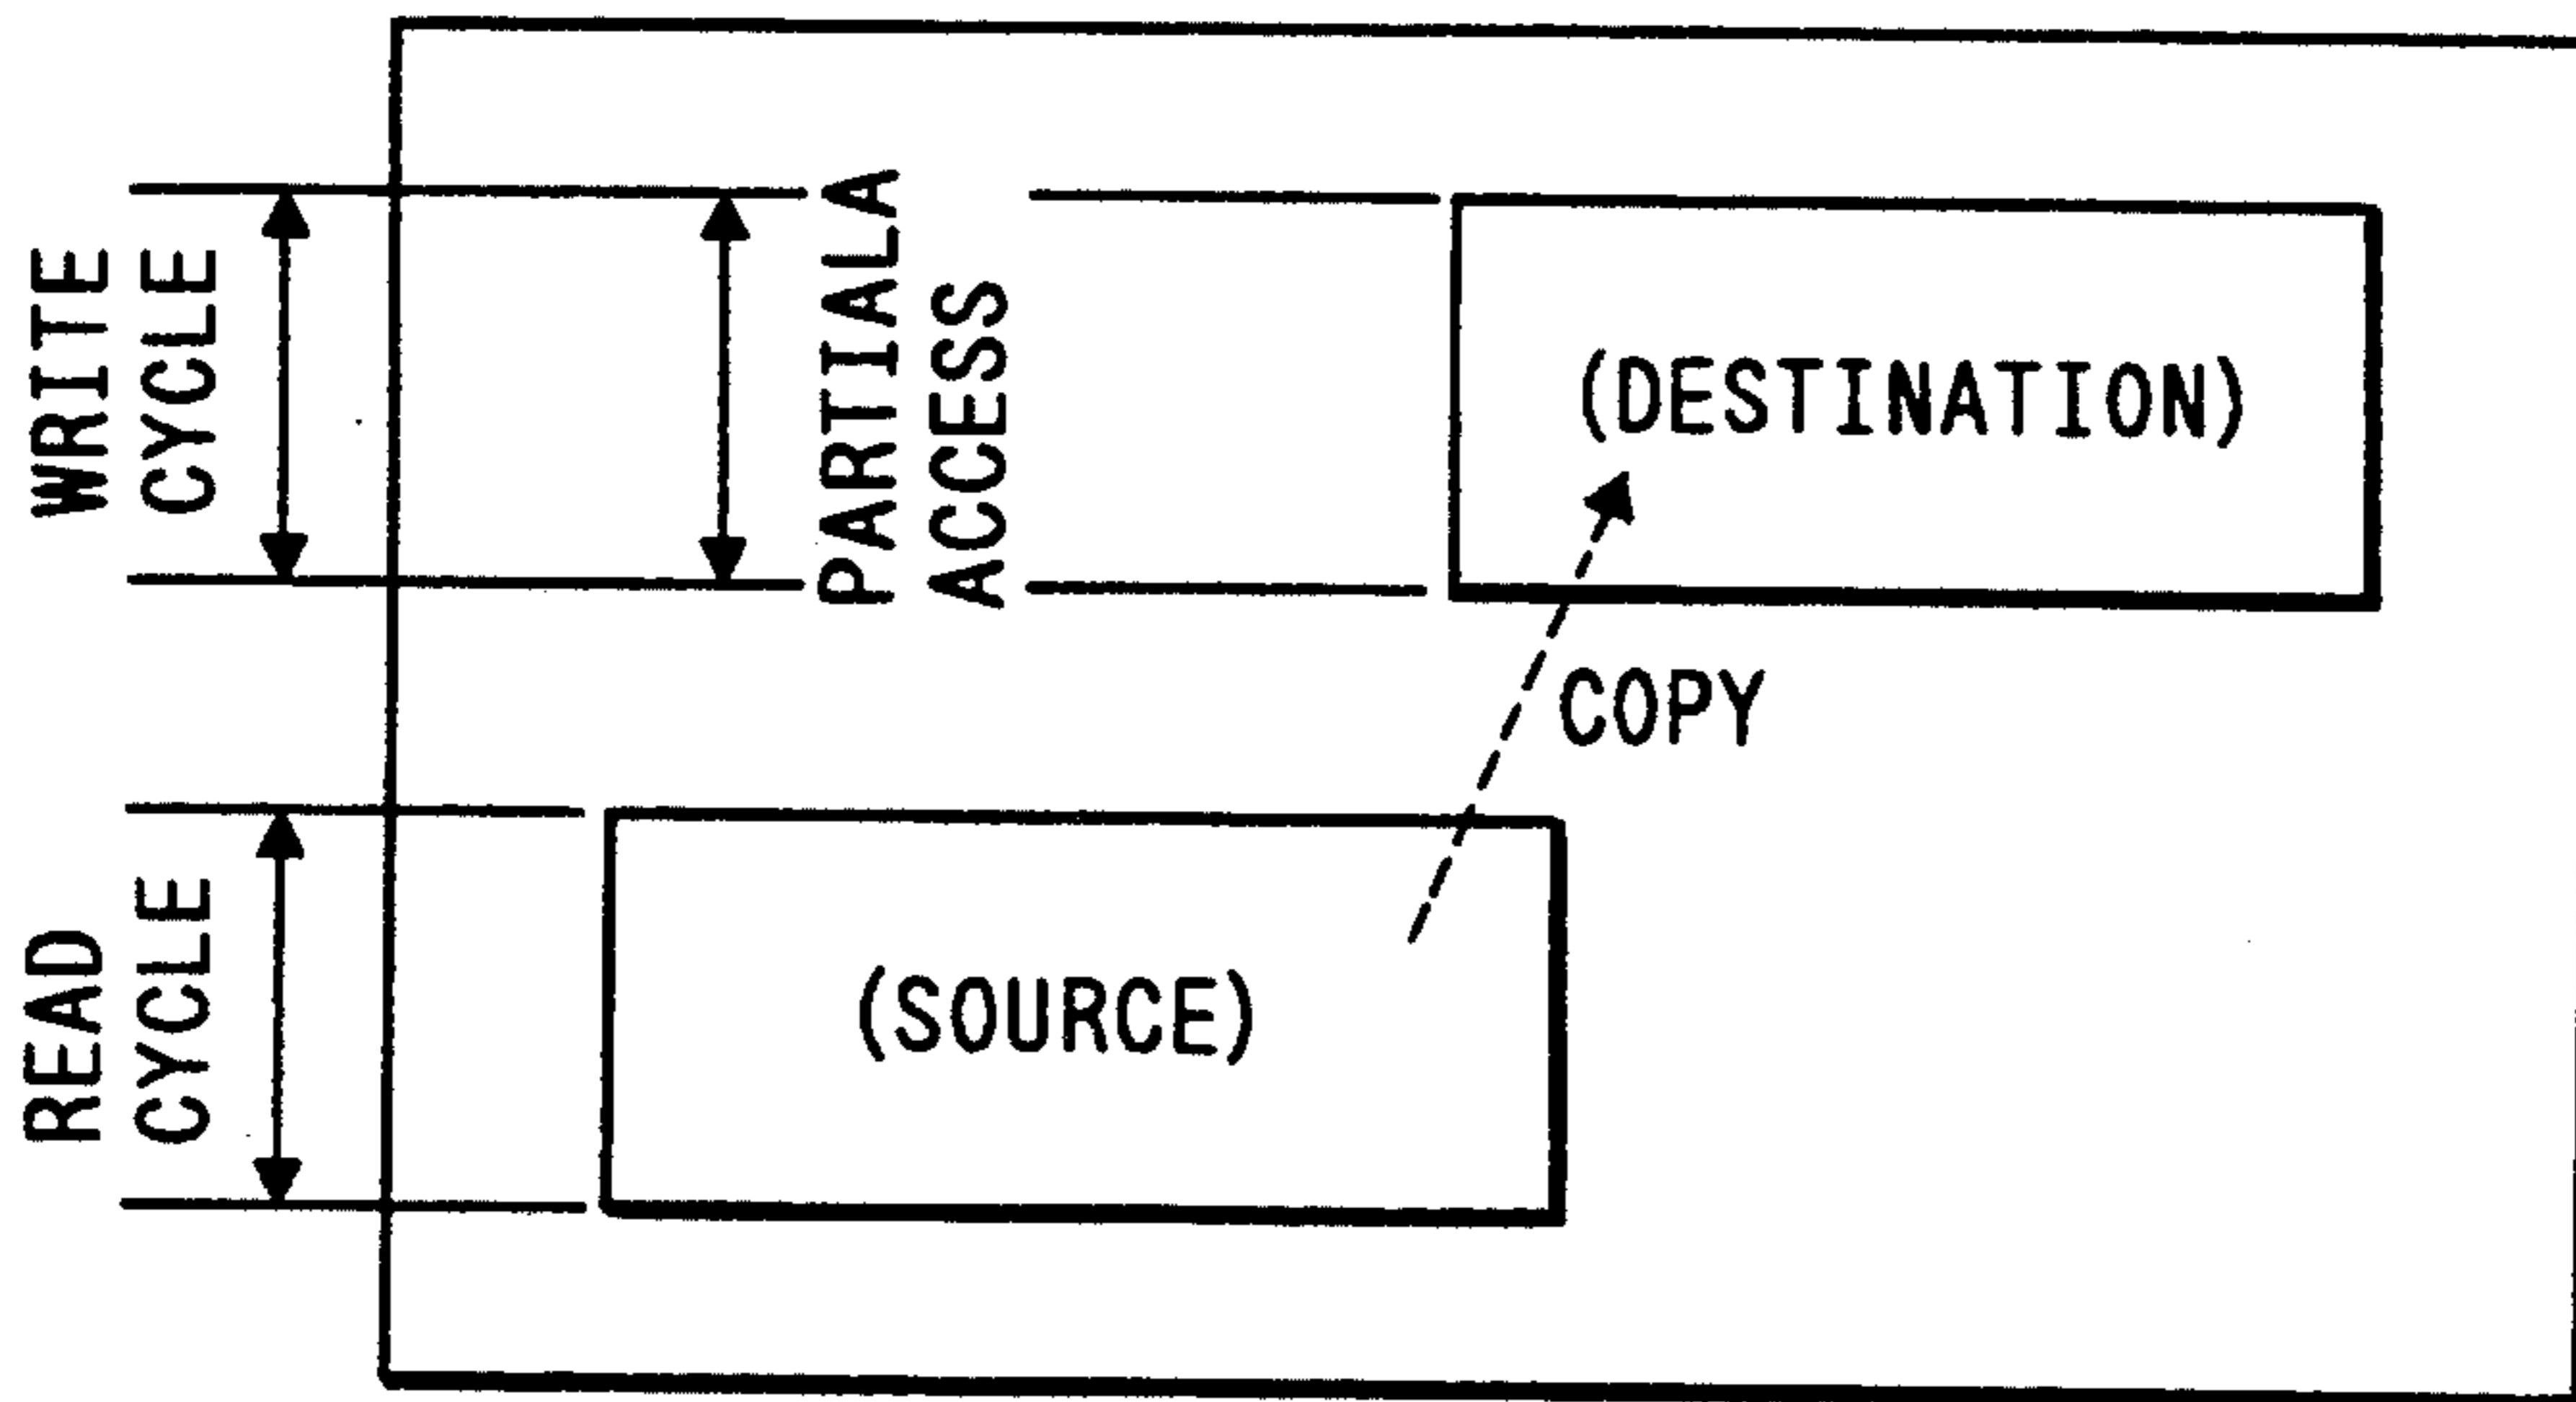 WRITE
CYCLE
PARTIALA
ACCESS
(DESTINATION)
COPY
READ
CYCLE
(SOURCE)